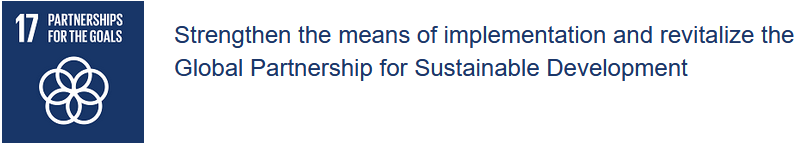 17 PARTNERSHIPS
FOR THE GOALS
Strengthen the means of implementation and revitalize the
Global Partnership for Sustainable Development